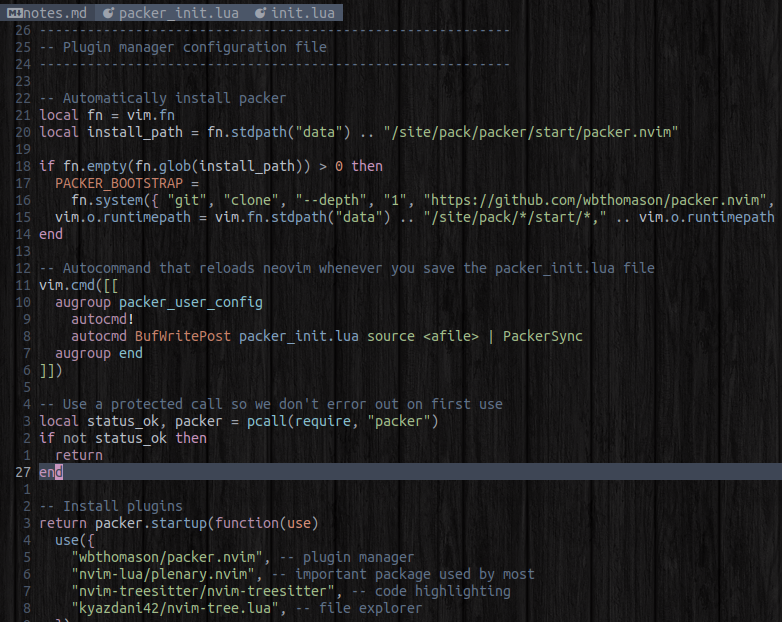 notes.md packer_init.lua init.lua
26 -----------------------------------------------------------
25 -- Plugin manager configuration file
24 -----------------------------------------------------------
23
22 -- Automatically install packer
21 local fn = vim.fn
20 local install_path = fn.stdpath("data") .. "/site/pack/packer/start/packer.nvim"
19
18 if fn.empty(fn.glob(install_path)) > 0 then
17   PACKER_BOOTSTRAP =
16     fn.system({ "git", "clone", "--depth", "1", "https://github.com/wbthomason/packer.nvim",
15   vim.o.runtimepath = vim.fn.stdpath("data") .. "/site/pack/*/start/*," .. vim.o.runtimepath
14 end
13
12 -- Autocommand that reloads neovim whenever you save the packer_init.lua file
11 vim.cmd([[
10   augroup packer_user_config
9     autocmd!
8     autocmd BufWritePost packer_init.lua source <afile> | PackerSync
7   augroup end
6 ]])
5
4 -- Use a protected call so we don't error out on first use
3 local status_ok, packer = pcall(require, "packer")
2 if not status_ok then
1   return
27 end
1
2 -- Install plugins
3 return packer.startup(function(use)
4   use({
5     "wbthomason/packer.nvim", -- plugin manager
6     "nvim-lua/plenary.nvim", -- important package used by most
7     "nvim-treesitter/nvim-treesitter", -- code highlighting
8     "kyazdani42/nvim-tree.lua", -- file explorer